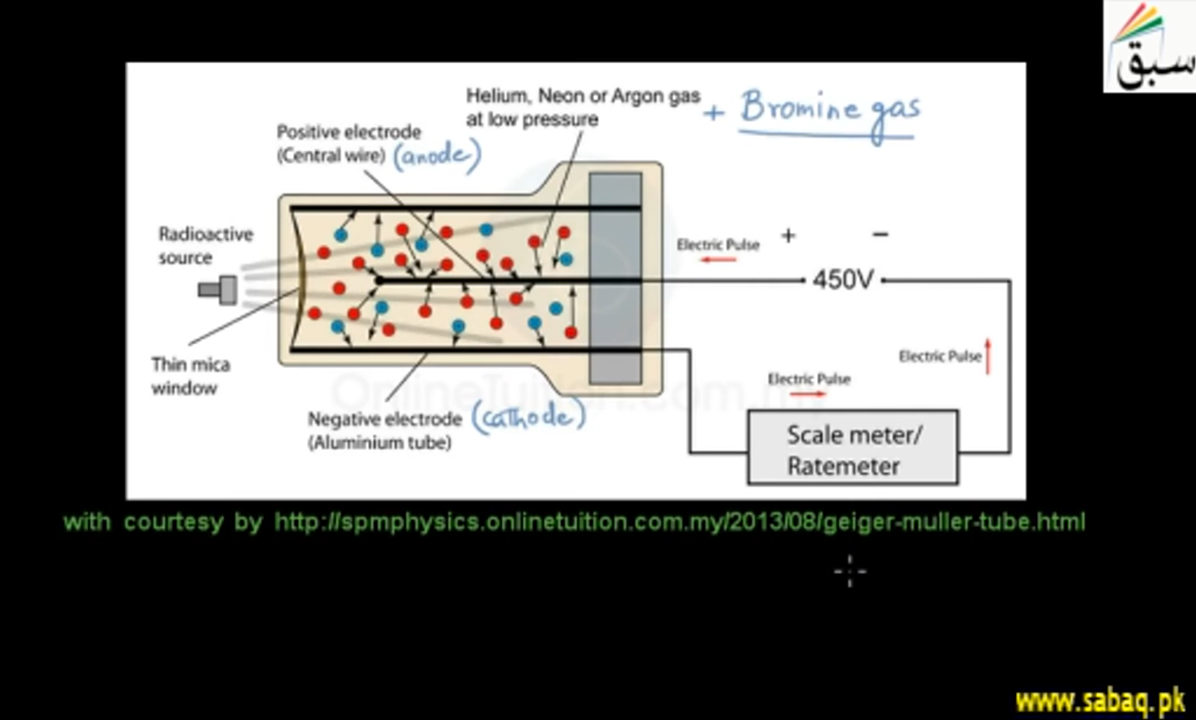 سبق
Helium, Neon or Argon gas + Bromine gas
at low pressure
Positive electrode
(Central wire) (anode)
Radioactive
source
Electric Pulse
+ −
450V
Electric Pulse
Thin mica
window
Electric Pulse
Negative electrode (cathode)
(Aluminium tube)
Scale meter/
Ratemeter
OnlineTuition.com.my
with courtesy by http://spmphysics.onlinetuition.com.my/2013/08/geiger-muller-tube.html
www.sabaq.pk